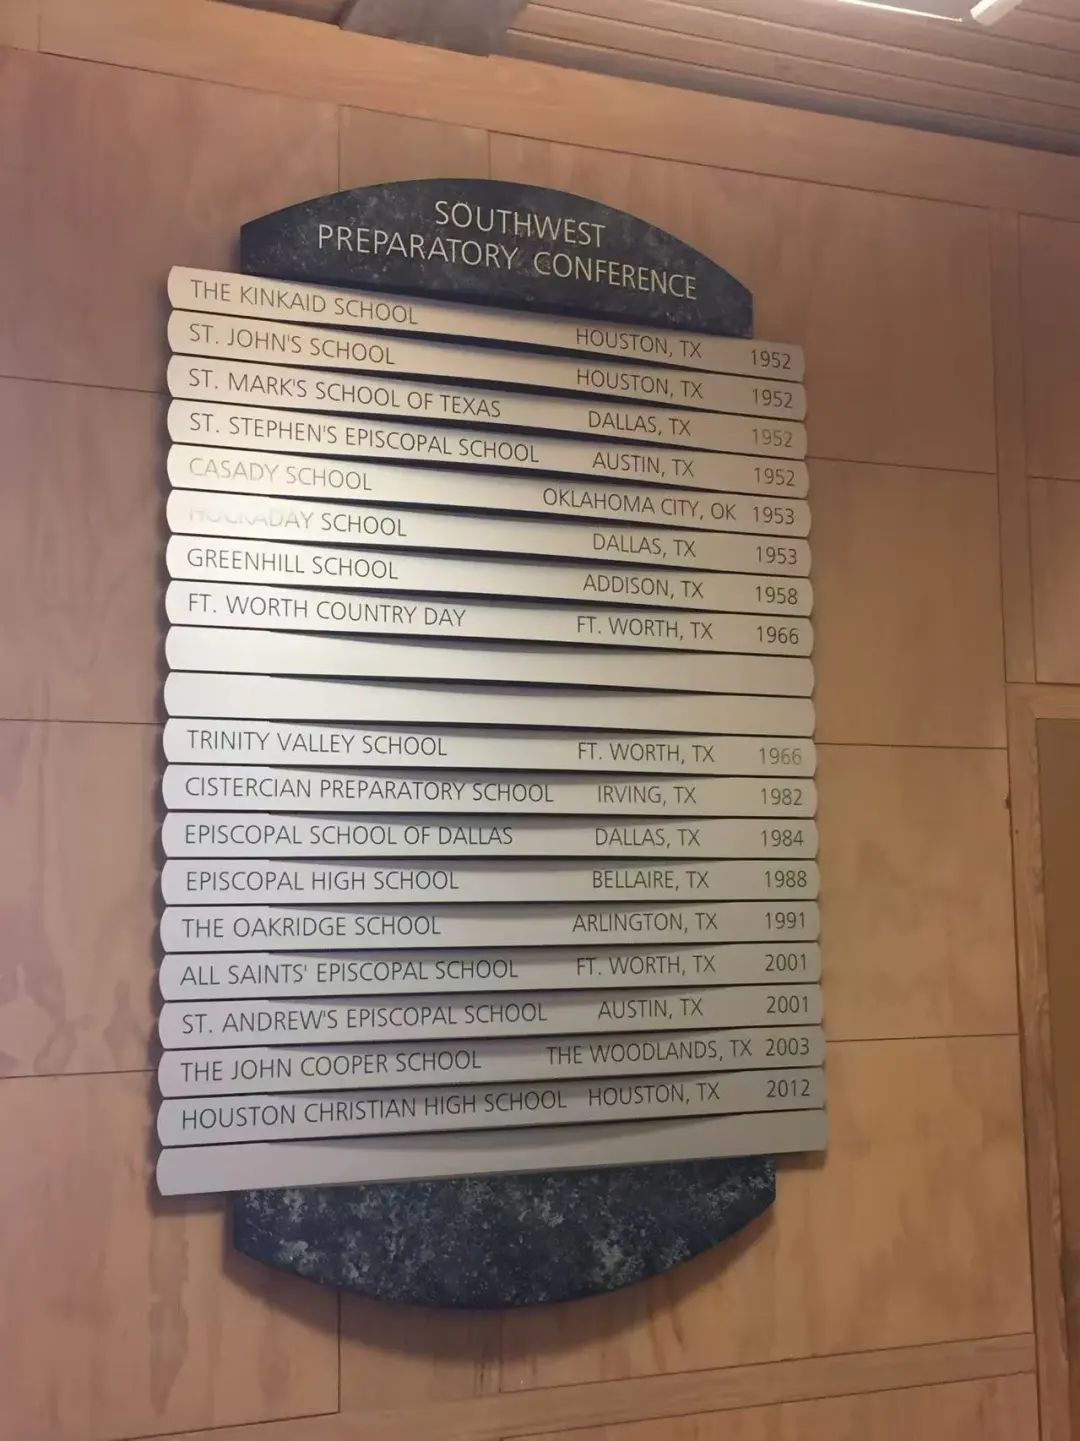 SOUTHWEST
PREPARATORY CONFERENCE
THE KINKAID SCHOOL HOUSTON, TX 1952
ST. JOHN'S SCHOOL HOUSTON, TX 1952
ST. MARK'S SCHOOL OF TEXAS DALLAS, TX 1952
ST. STEPHEN'S EPISCOPAL SCHOOL AUSTIN, TX 1952
CASADY SCHOOL OKLAHOMA CITY, OK 1953
HOCKADAY SCHOOL DALLAS, TX 1953
GREENHILL SCHOOL ADDISON, TX 1958
FT. WORTH COUNTRY DAY FT. WORTH, TX 1966
TRINITY VALLEY SCHOOL FT. WORTH, TX 1966
CISTERCIAN PREPARATORY SCHOOL IRVING, TX 1982
EPISCOPAL SCHOOL OF DALLAS DALLAS, TX 1984
EPISCOPAL HIGH SCHOOL BELLAIRE, TX 1988
THE OAKRIDGE SCHOOL ARLINGTON, TX 1991
ALL SAINTS' EPISCOPAL SCHOOL FT. WORTH, TX 2001
ST. ANDREW'S EPISCOPAL SCHOOL AUSTIN, TX 2001
THE JOHN COOPER SCHOOL THE WOODLANDS, TX 2003
HOUSTON CHRISTIAN HIGH SCHOOL HOUSTON, TX 2012